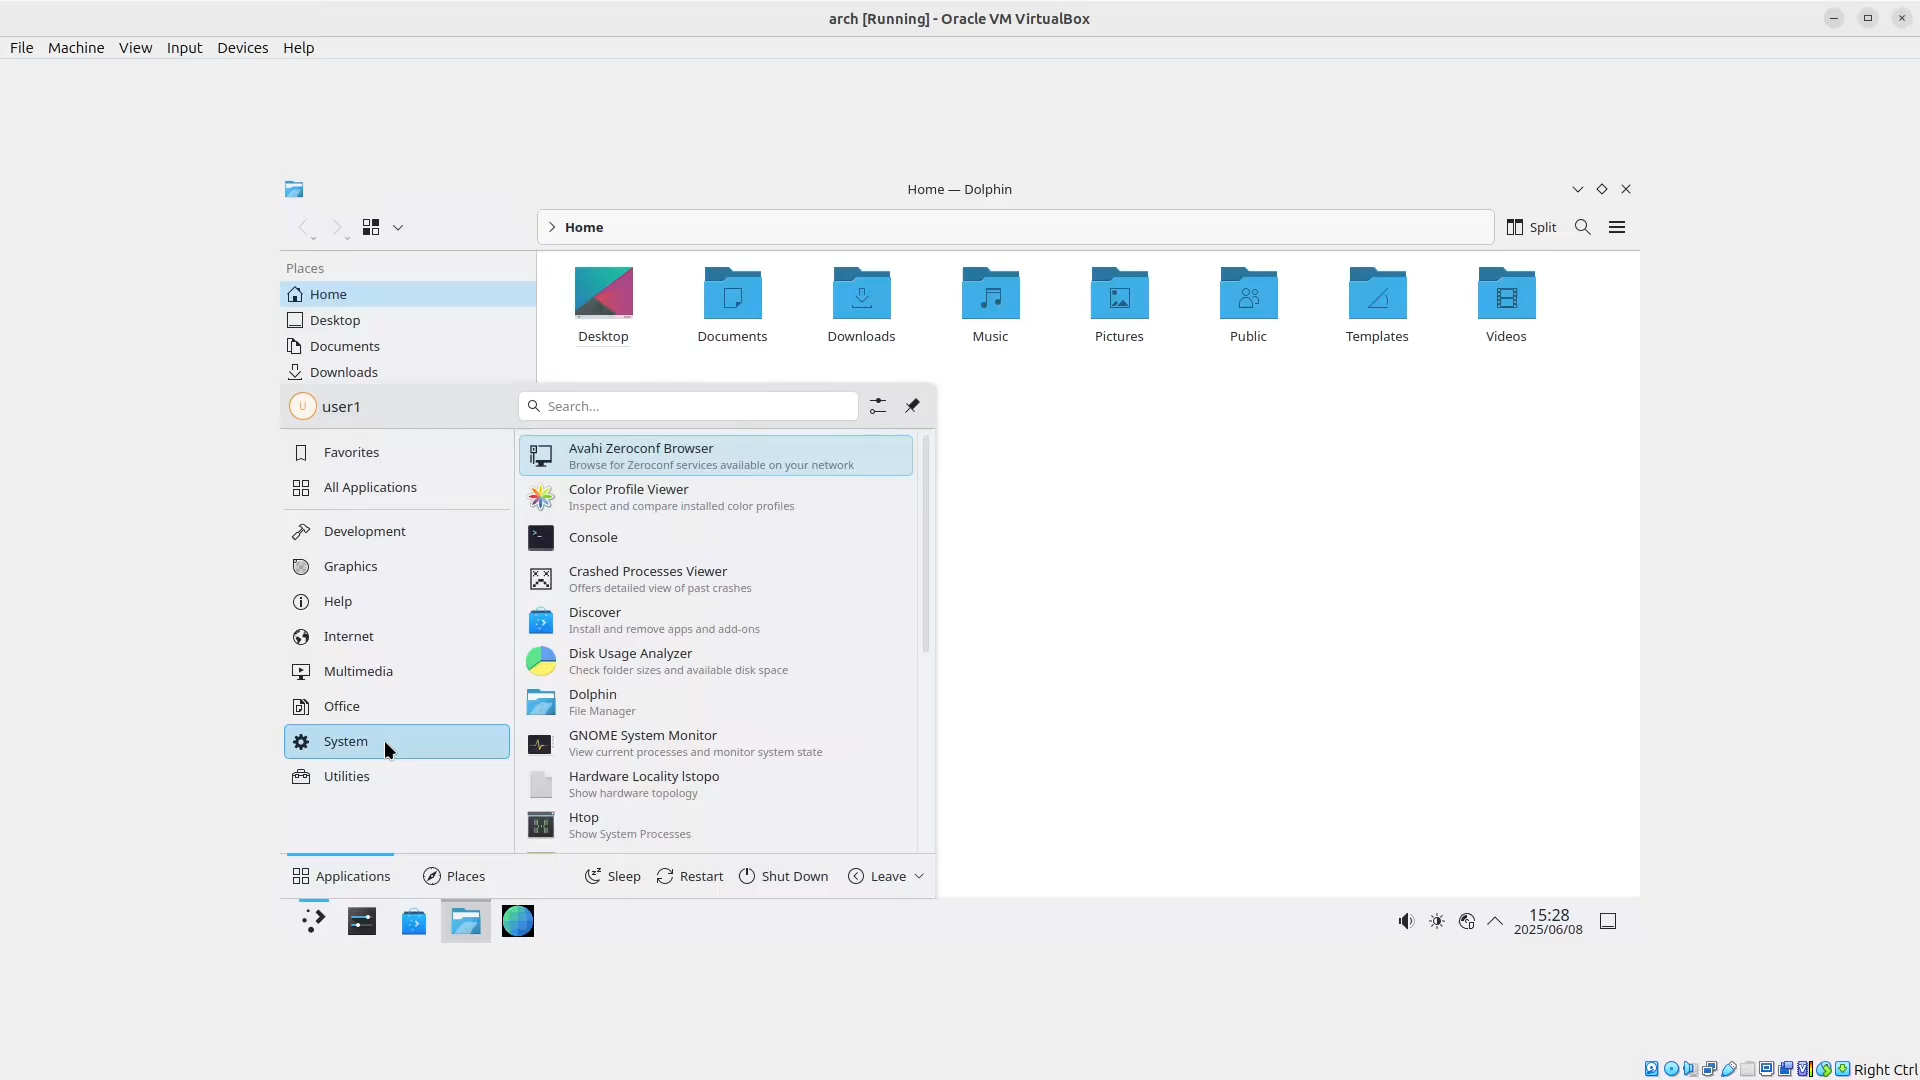 arch [Running] - Oracle VM VirtualBox
File Machine View Input Devices Help
Home — Dolphin
Home
Split
Places
Home
Desktop
Documents
Downloads
Desktop
Documents
Downloads
Music
Pictures
Public
Templates
Videos
U
user1
Search...
Favorites
All Applications
Development
Graphics
Help
Internet
Multimedia
Office
System
Utilities
Avahi Zeroconf Browser
Browse for Zeroconf services available on your network
Color Profile Viewer
Inspect and compare installed color profiles
Console
Crashed Processes Viewer
Offers detailed view of past crashes
Discover
Install and remove apps and add-ons
Disk Usage Analyzer
Check folder sizes and available disk space
Dolphin
File Manager
GNOME System Monitor
View current processes and monitor system state
Hardware Locality lstopo
Show hardware topology
Htop
Show System Processes
Applications
Places
Sleep
Restart
Shut Down
Leave
15:28
2025/06/08
Right Ctrl